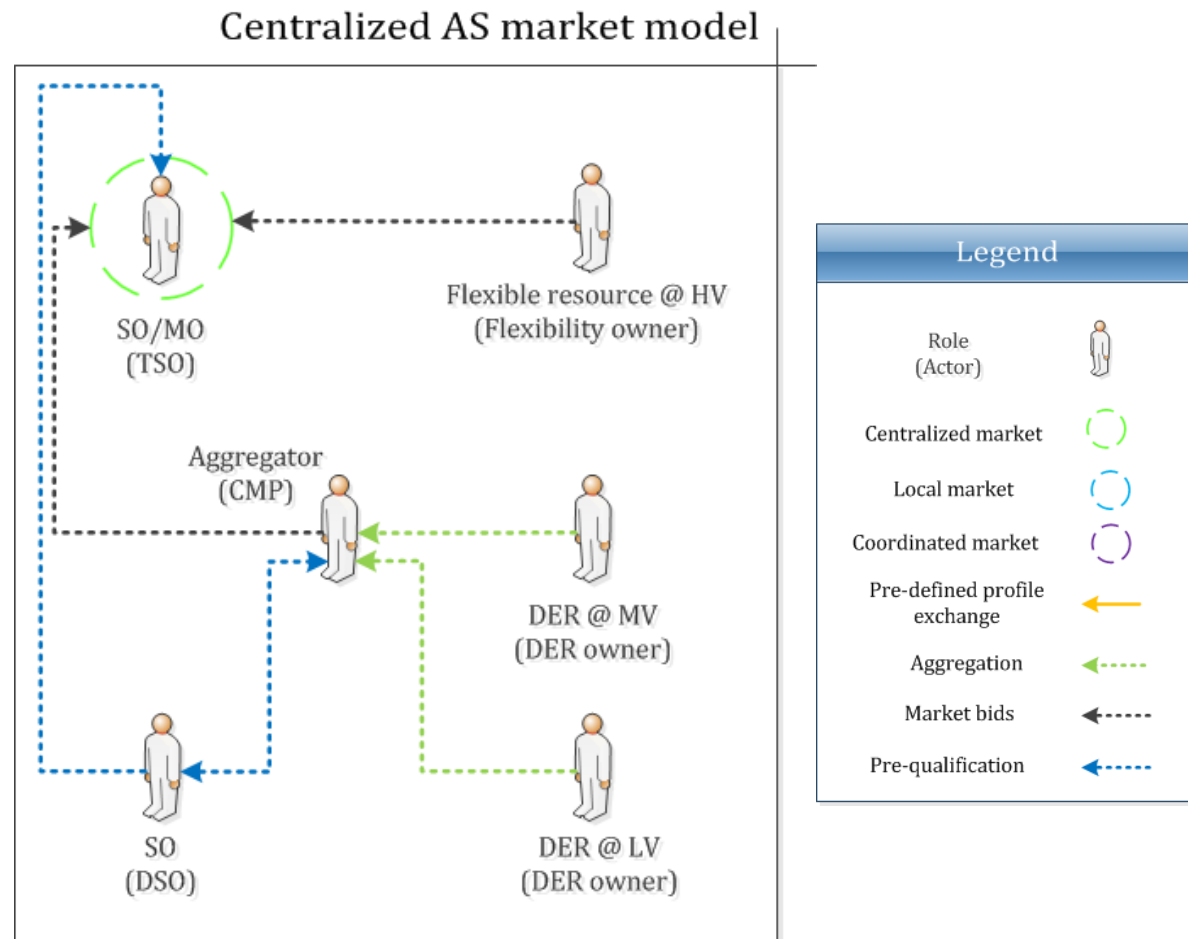 Centralized AS market model
SO/MO
(TSO)
Flexible resource @ HV
(Flexibility owner)
Aggregator
(CMP)
DER @ MV
(DER owner)
SO
(DSO)
DER @ LV
(DER owner)
Legend
Role
(Actor)
Centralized market
Local market
Coordinated market
Pre-defined profile
exchange
Aggregation
Market bids
Pre-qualification